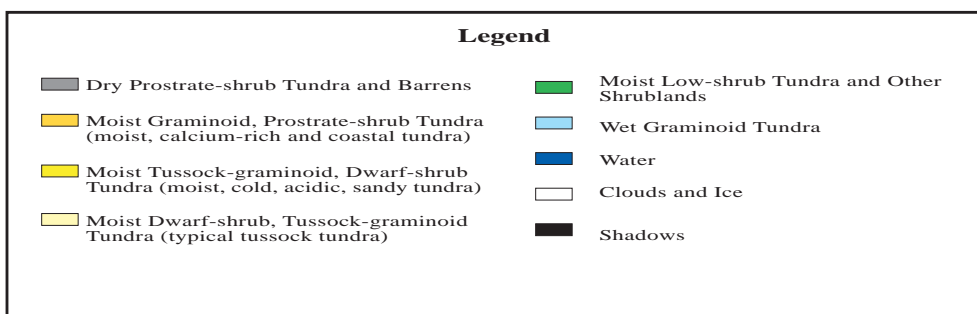 Legend
Dry Prostrate-shrub Tundra and Barrens
Moist Graminoid, Prostrate-shrub Tundra
(moist, calcium-rich and coastal tundra)
Moist Tussock-graminoid, Dwarf-shrub
Tundra (moist, cold, acidic, sandy tundra)
Moist Dwarf-shrub, Tussock-graminoid
Tundra (typical tussock tundra)
Moist Low-shrub Tundra and Other
Shrublands
Wet Graminoid Tundra
Water
Clouds and Ice
Shadows